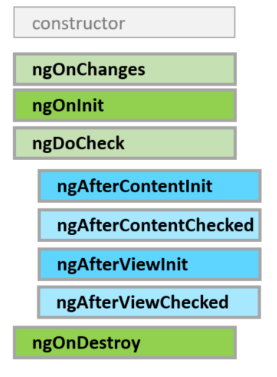 constructor
ngOnChanges
ngOnInit
ngDoCheck
ngAfterContentInit
ngAfterContentChecked
ngAfterViewInit
ngAfterViewChecked
ngOnDestroy